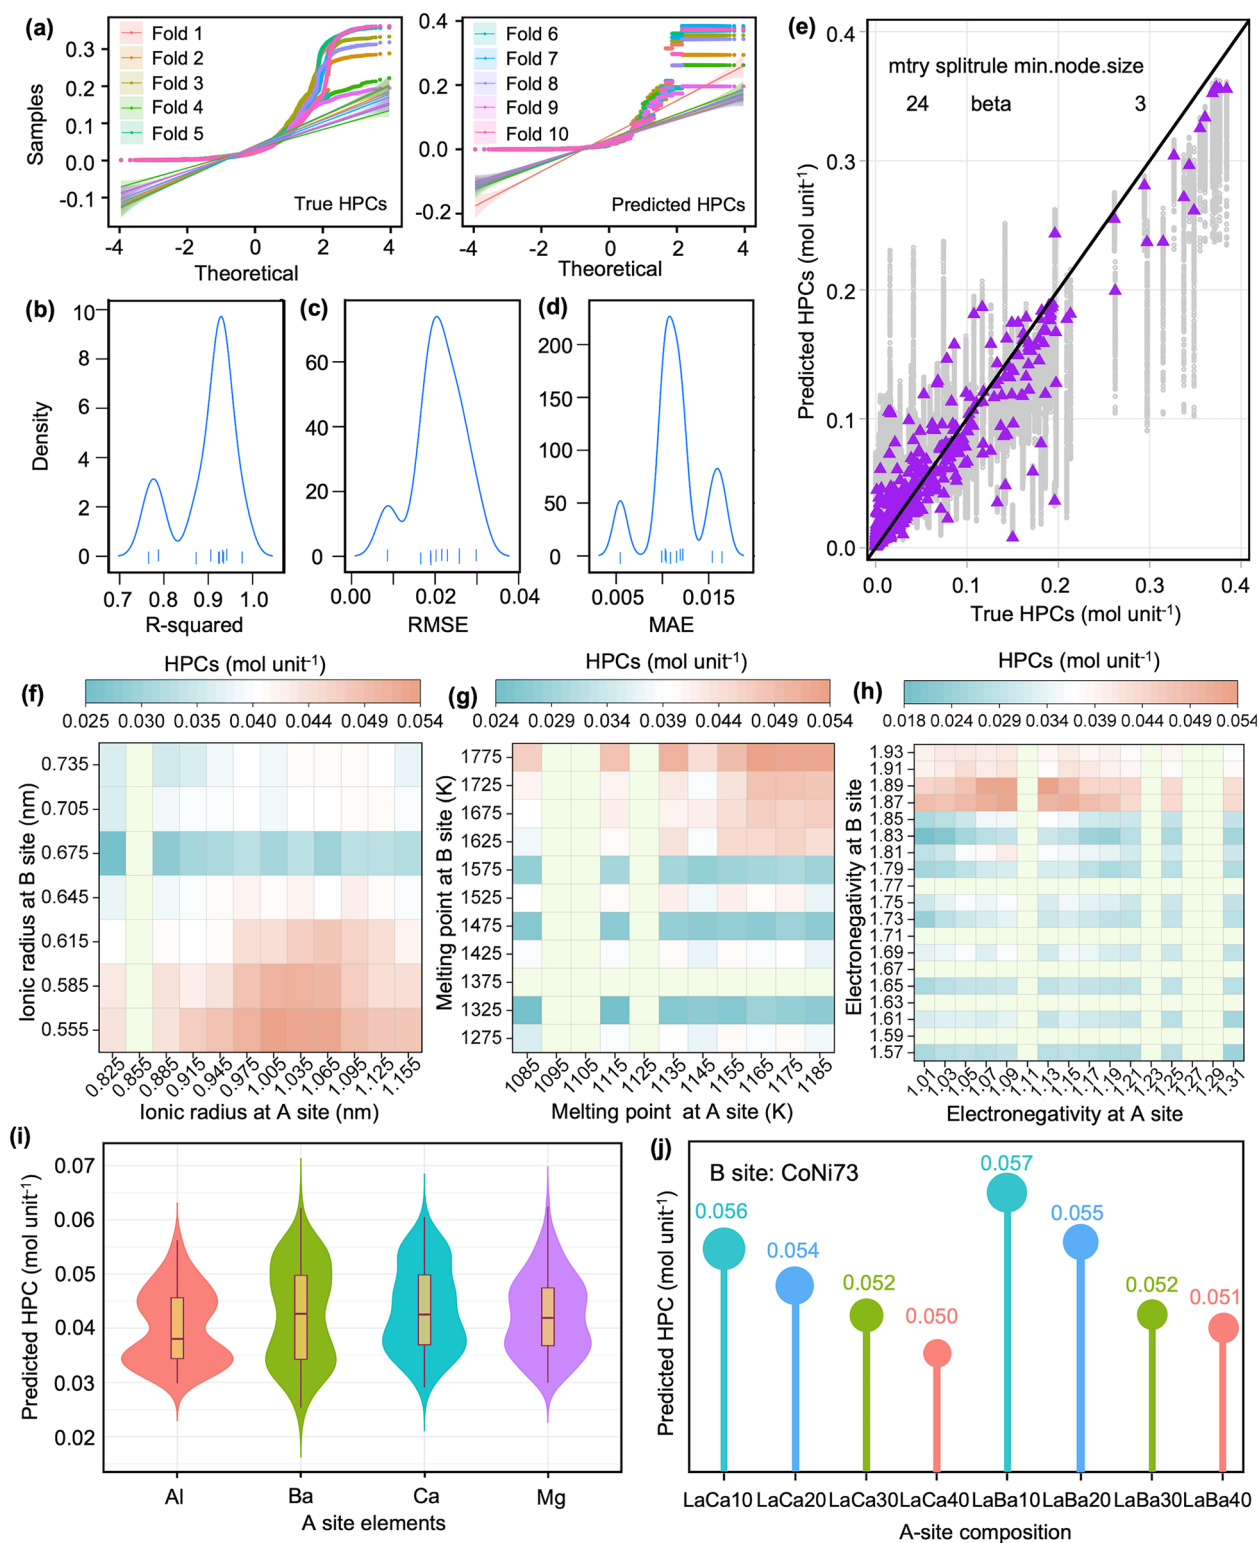 (a)
Fold 1
Fold 2
Fold 3
Fold 4
Fold 5
Samples
0.3
0.2
0.1
0.0
-0.1
True HPCs
-4 -2 0 2 4
Theoretical
Fold 6
Fold 7
Fold 8
Fold 9
Fold 10
0.4
0.2
0.0
-0.2
Predicted HPCs
-4 -2 0 2 4
Theoretical
(b)
Density
10
8
6
4
2
0
0.7 0.8 0.9 1.0
R-squared
(c)
60
40
20
0
0.00 0.02 0.04
RMSE
(d)
200
150
100
50
0
0.005 0.015
MAE
(e)
mtry splitrule min.node.size
24 beta 3
Predicted HPCs (mol unit-1)
0.4
0.3
0.2
0.1
0.0
0.0 0.1 0.2 0.3 0.4
True HPCs (mol unit-1)
(f)
HPCs (mol unit-1)
0.025 0.030 0.035 0.040 0.044 0.049 0.054
Ionic radius at B site (nm)
0.735
0.705
0.675
0.645
0.615
0.585
0.555
0.825 0.855 0.885 0.915 0.945 0.975 1.005 1.035 1.065 1.095 1.125 1.155
Ionic radius at A site (nm)
(g)
HPCs (mol unit-1)
0.024 0.029 0.034 0.039 0.044 0.049 0.054
Melting point at B site (K)
1775
1725
1675
1625
1575
1525
1475
1425
1375
1325
1275
1085 1095 1105 1115 1125 1135 1145 1155 1165 1175 1185
Melting point at A site (K)
(h)
HPCs (mol unit-1)
0.018 0.024 0.029 0.034 0.039 0.044 0.049 0.054
Electronegativity at B site
1.93
1.91
1.89
1.87
1.85
1.83
1.81
1.79
1.77
1.75
1.73
1.71
1.69
1.67
1.65
1.63
1.61
1.59
1.57
1.01 1.03 1.05 1.07 1.09 1.11 1.13 1.15 1.17 1.19 1.21 1.23 1.25 1.27 1.29 1.31
Electronegativity at A site
(i)
Predicted HPC (mol unit-1)
0.07
0.06
0.05
0.04
0.03
0.02
Al Ba Ca Mg
A site elements
(j)
B site: CoNi73
Predicted HPC (mol unit-1)
0.056
0.054
0.052
0.050
0.057
0.055
0.052
0.051
LaCa10 LaCa20 LaCa30 LaCa40 LaBa10 LaBa20 LaBa30 LaBa40
A-site composition